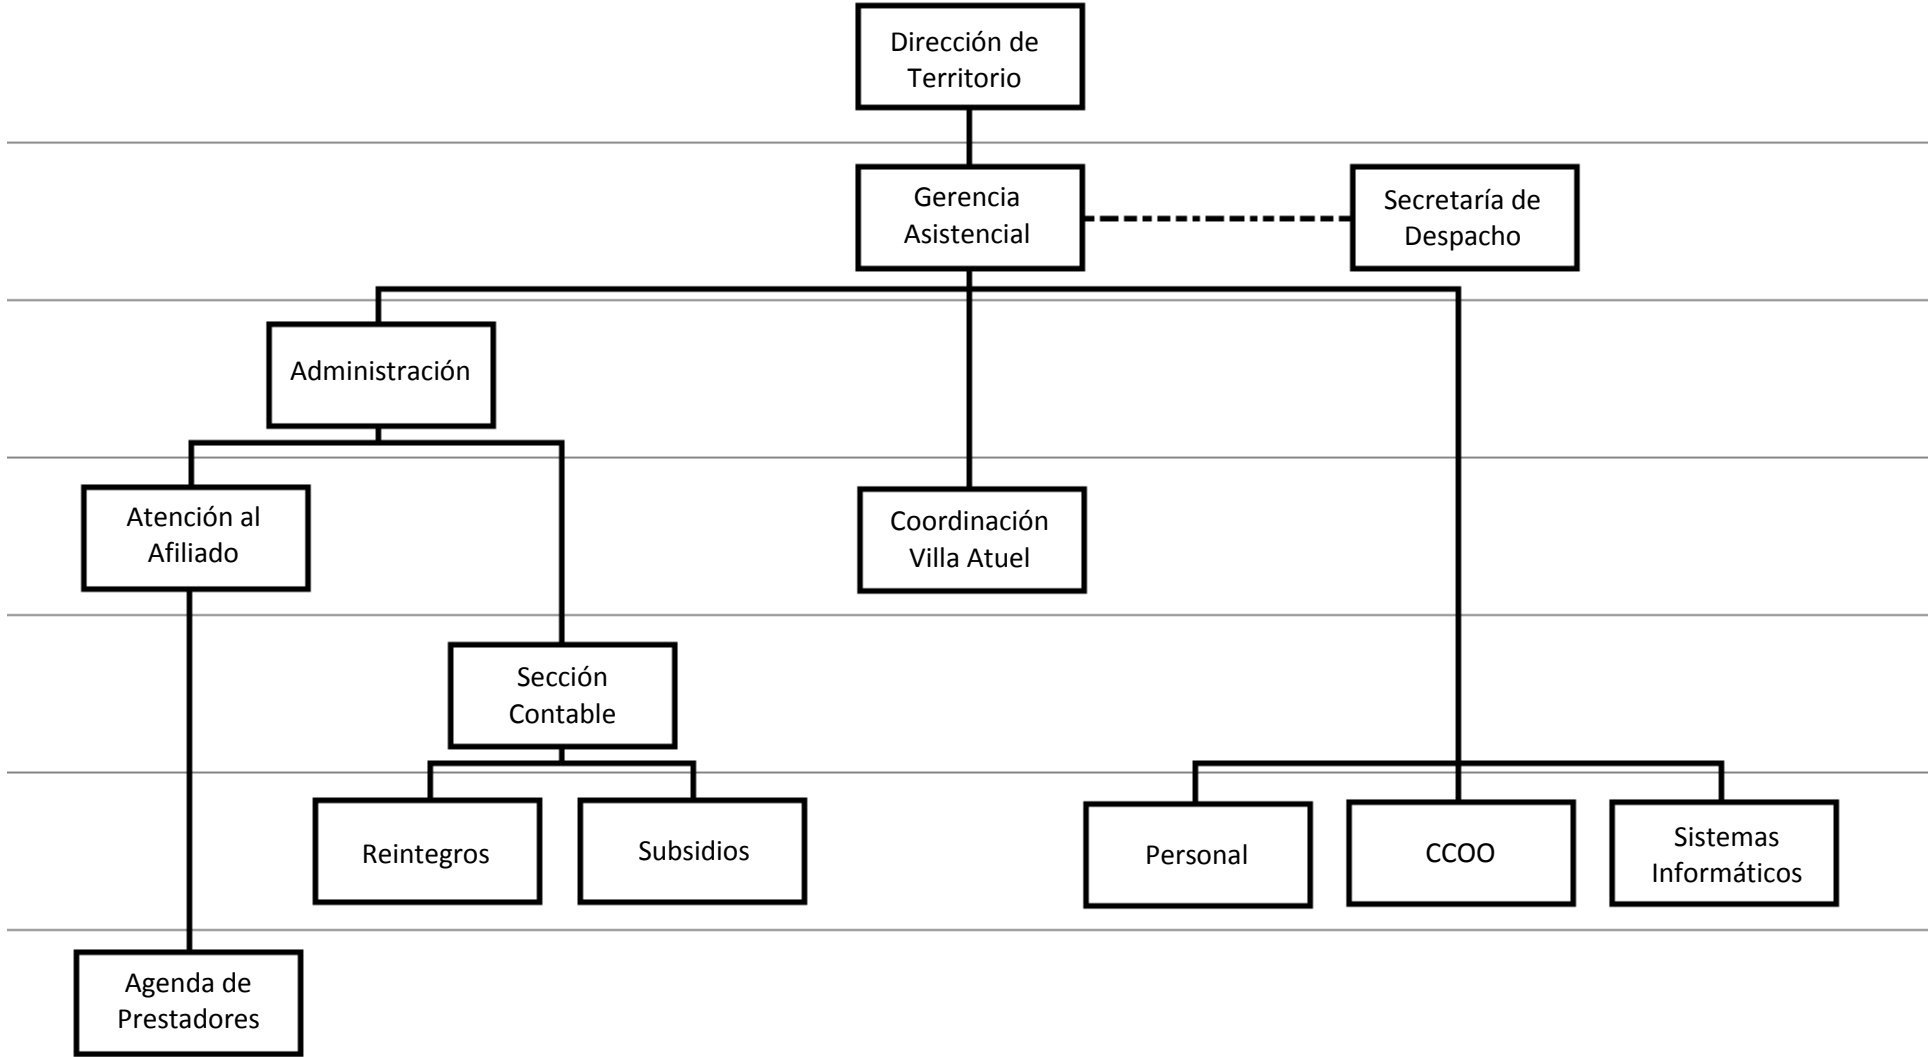 Dirección de
Territorio
Gerencia
Asistencial
Secretaría de
Despacho
Administración
Atención al
Afiliado
Coordinación
Villa Atuel
Sección
Contable
Reintegros
Subsidios
Personal
CCOO
Sistemas
Informáticos
Agenda de
Prestadores